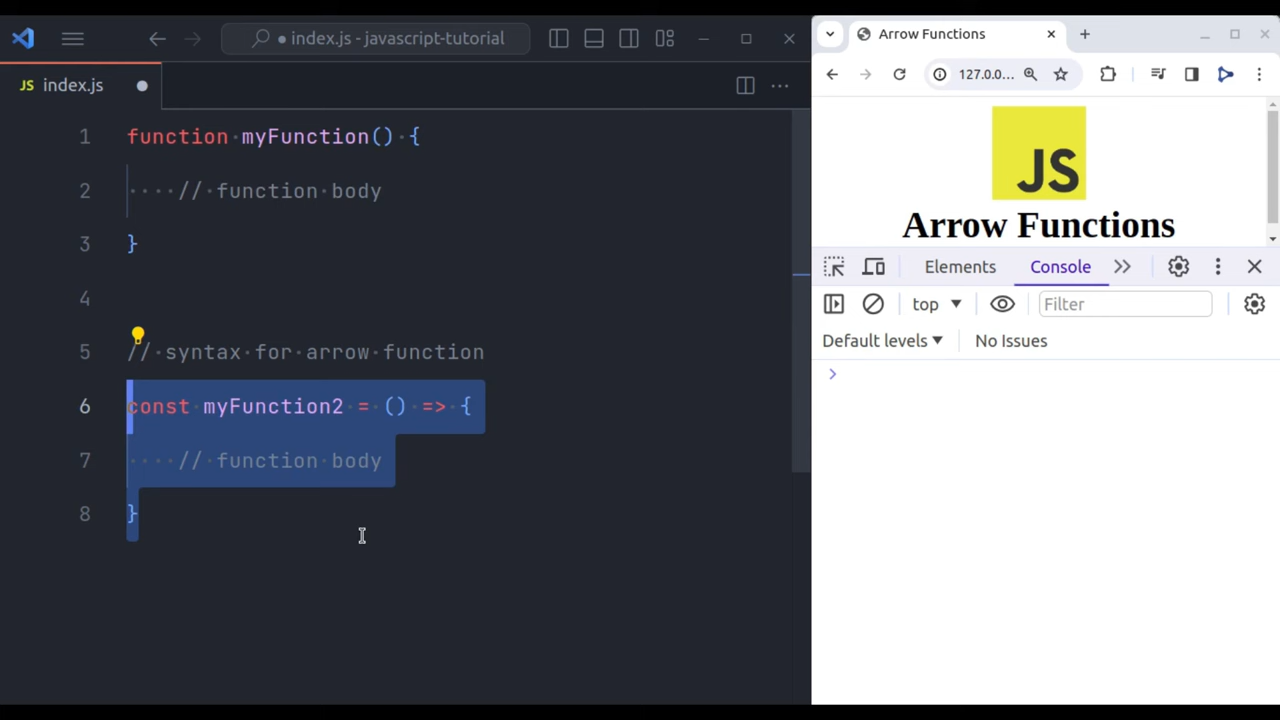 index.js - javascript-tutorial
JS index.js
1 function myFunction() {
2 // function body
3 }
4
5 // syntax for arrow function
6 const myFunction2 = () => {
7 // function body
8 }
Arrow Functions
127.0.0...
JS
Arrow Functions
Elements Console
top Filter
Default levels No Issues